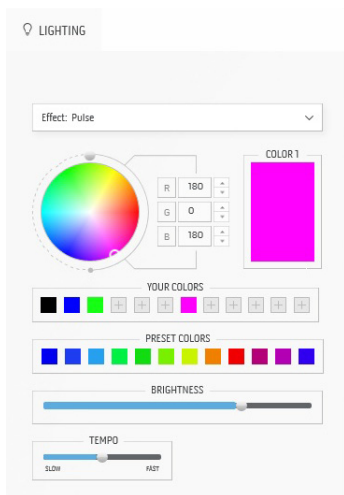 LIGHTING
Effect: Pulse
COLOR 1
R 180
G 0
B 180
YOUR COLORS
PRESET COLORS
BRIGHTNESS
TEMPO
SLOW FAST